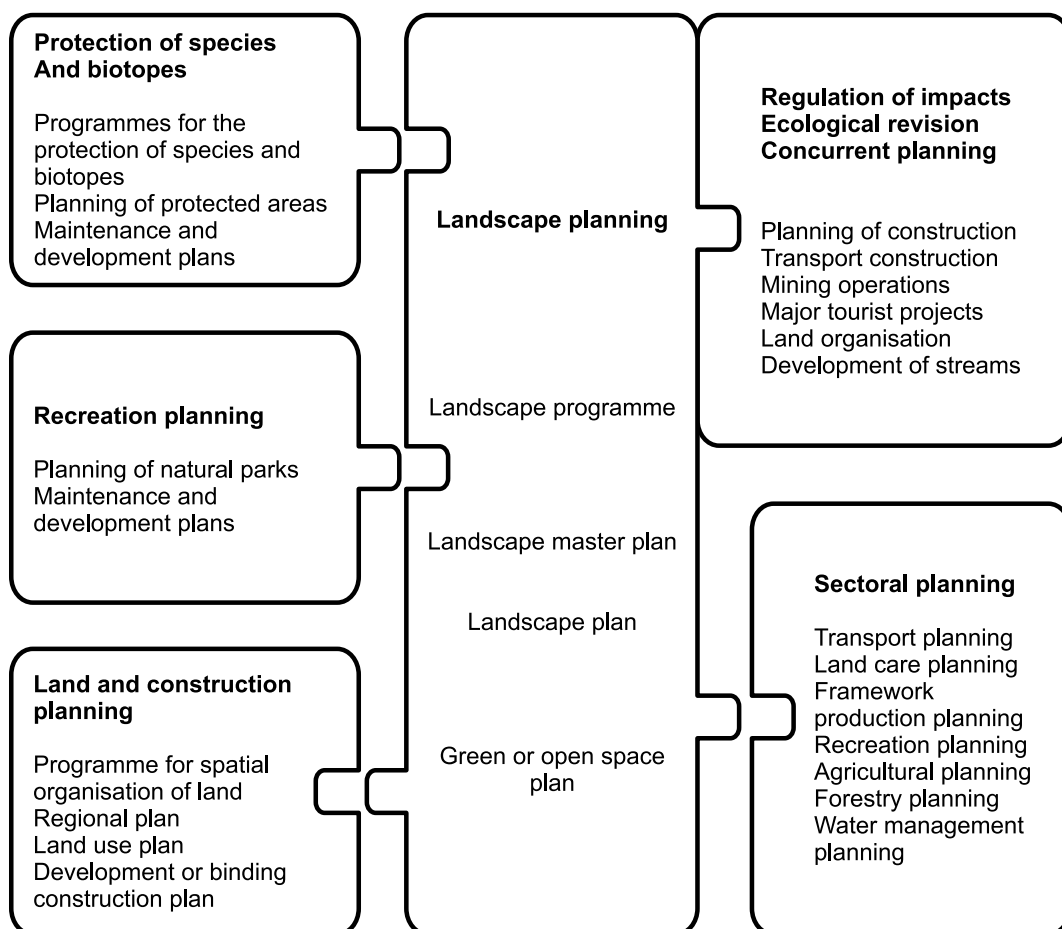 Protection of species
And biotopes
Programmes for the
protection of species and
biotopes
Planning of protected areas
Maintenance and
development plans
Recreation planning
Planning of natural parks
Maintenance and
development plans
Land and construction
planning
Programme for spatial
organisation of land
Regional plan
Land use plan
Development or binding
construction plan
Landscape planning
Landscape programme
Landscape master plan
Landscape plan
Green or open space
plan
Regulation of impacts
Ecological revision
Concurrent planning
Planning of construction
Transport construction
Mining operations
Major tourist projects
Land organisation
Development of streams
Sectoral planning
Transport planning
Land care planning
Framework
production planning
Recreation planning
Agricultural planning
Forestry planning
Water management
planning